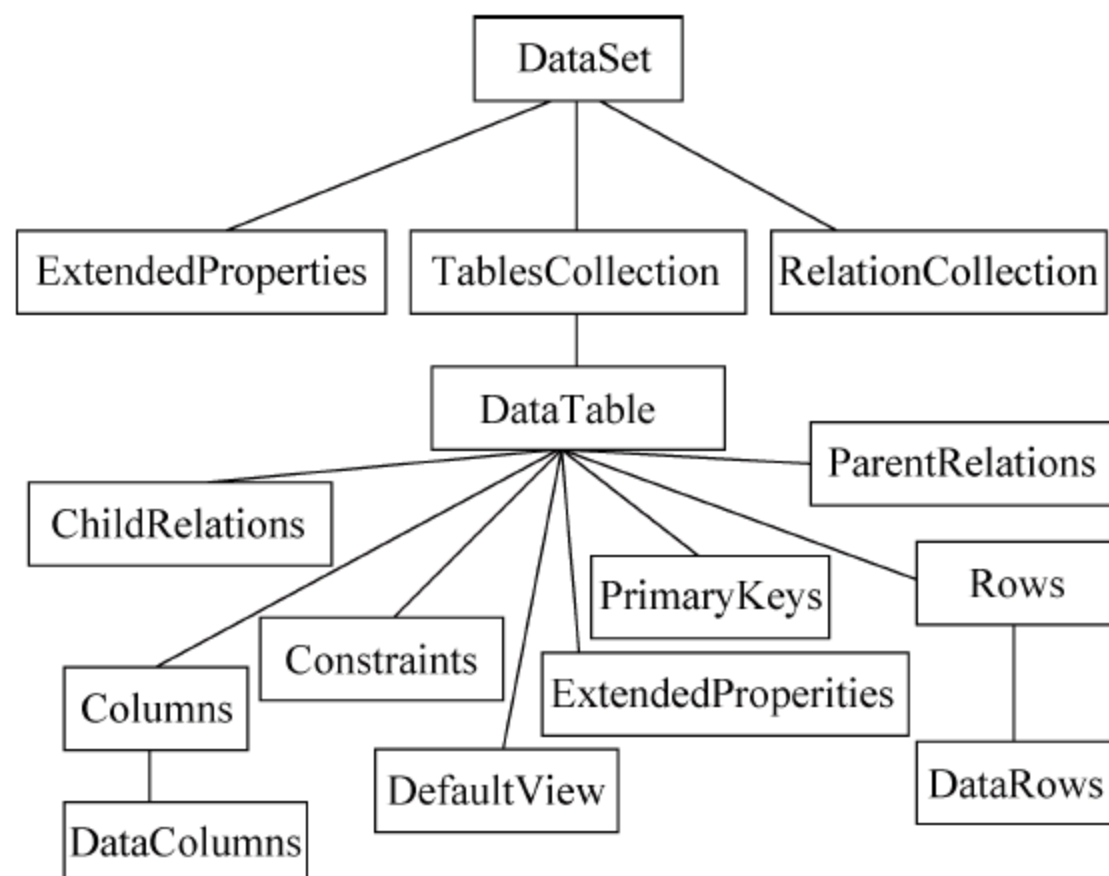 DataSet
ExtendedProperties
TablesCollection
RelationCollection
DataTable
ParentRelations
ChildRelations
Rows
PrimaryKeys
Constraints
ExtendedProperities
Columns
DefaultView
DataRows
DataColumns